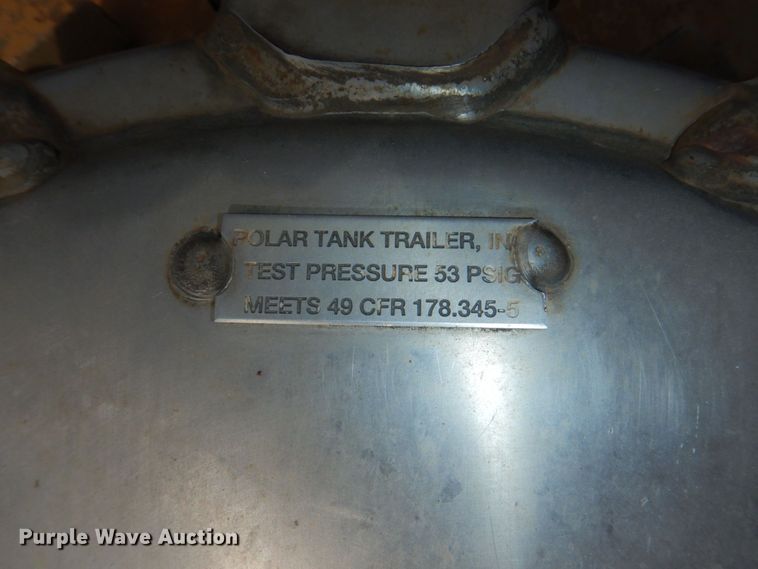 POLAR TANK TRAILER, IN
TEST PRESSURE 53 PSIG
MEETS 49 CFR 178.345-5
Purple Wave Auction